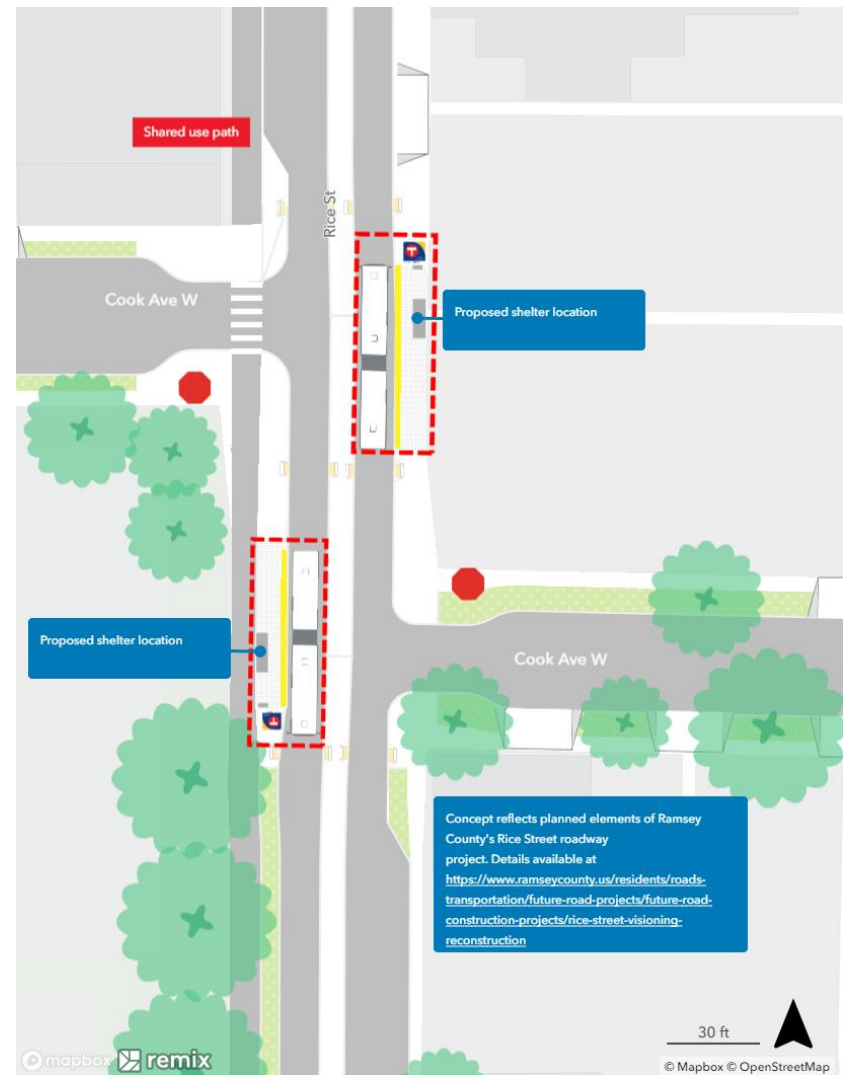 Shared use path
Rice St
Cook Ave W
Proposed shelter location
Proposed shelter location
Cook Ave W
Concept reflects planned elements of Ramsey
County's Rice Street roadway
project. Details available at
https://www.ramseycounty.us/residents/roads-
transportation/future-road-projects/future-road-
construction-projects/rice-street-visioning-
reconstruction
30 ft
mapbox remix
© Mapbox © OpenStreetMap